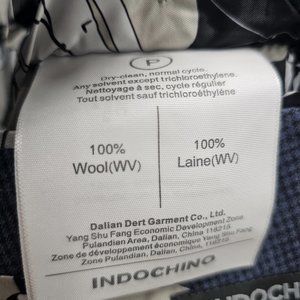 P
Dry-clean, normal cycle
Any solvent except trichloroethylene.
Nettoyage à sec, cycle régulier
Tout solvent sauf trichloroéthylène.
100% 100%
Wool(WV) Laine(WV)
Dalian Dert Garment Co., Ltd.
Yang Shu Fang Economic Development Zone
Pulandian Area, Dalian, China 116215
Zone de développement économique Yang Shu Fang
Zone Pulandian, Dalian, China 116215
INDOCHINO
INDOCH